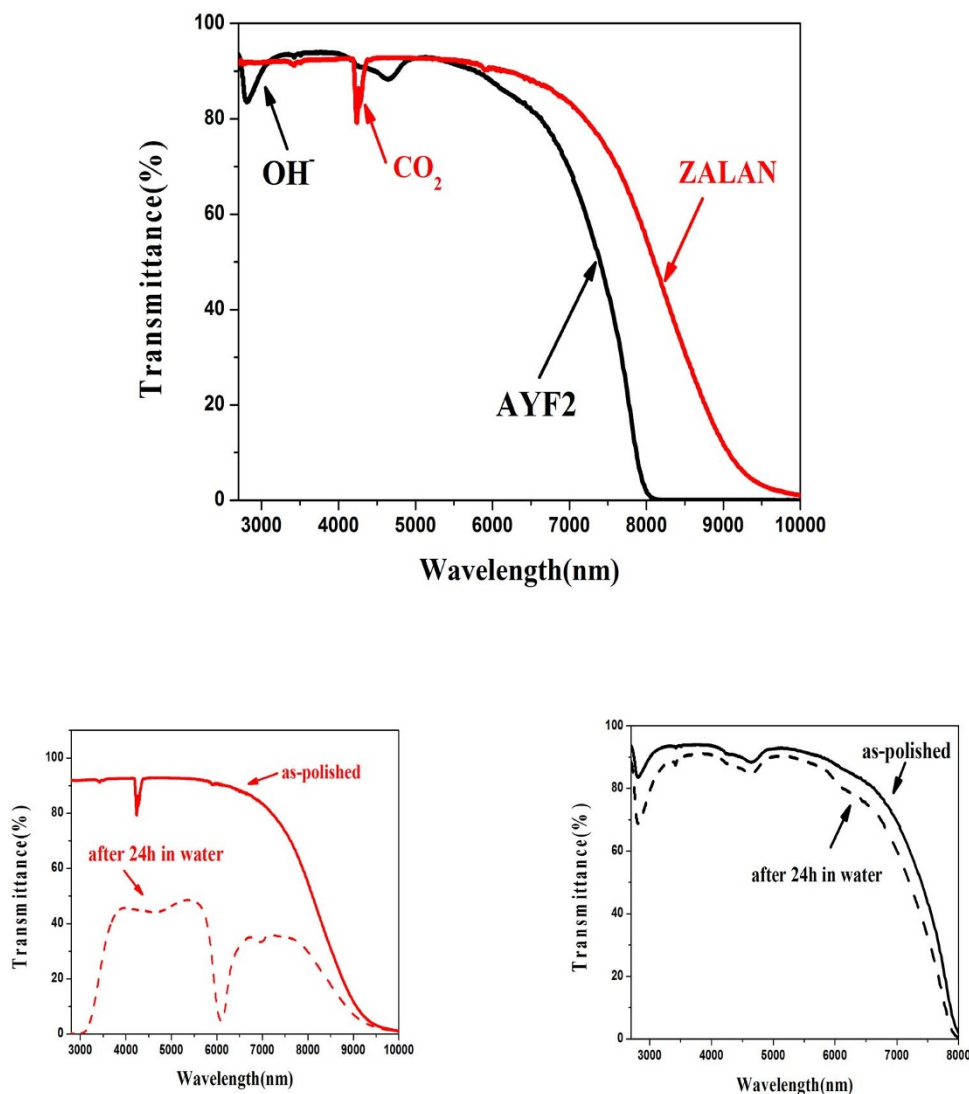 100
80
60
40
20
0
Transmittance(%)
OH-
CO2
ZALAN
AYF2
3000 4000 5000 6000 7000 8000 9000 10000
Wavelength(nm)
100
80
60
40
20
0
Transmittance(%)
as-polished
after 24h in water
3000 4000 5000 6000 7000 8000 9000 10000
Wavelength(nm)
100
80
60
40
20
0
Transmittance(%)
as-polished
after 24h in water
3000 4000 5000 6000 7000 8000
Wavelength(nm)